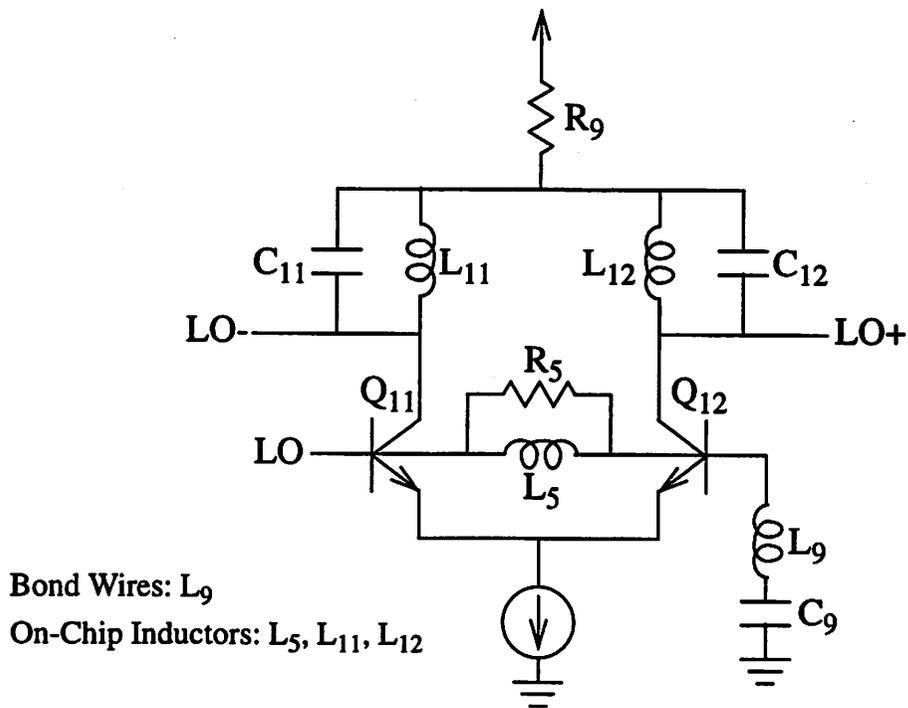 R9
C11
L11
L12
C12
LO-
LO+
R5
Q11
Q12
LO
L5
L9
Bond Wires: L9
C9
On-Chip Inductors: L5, L11, L12